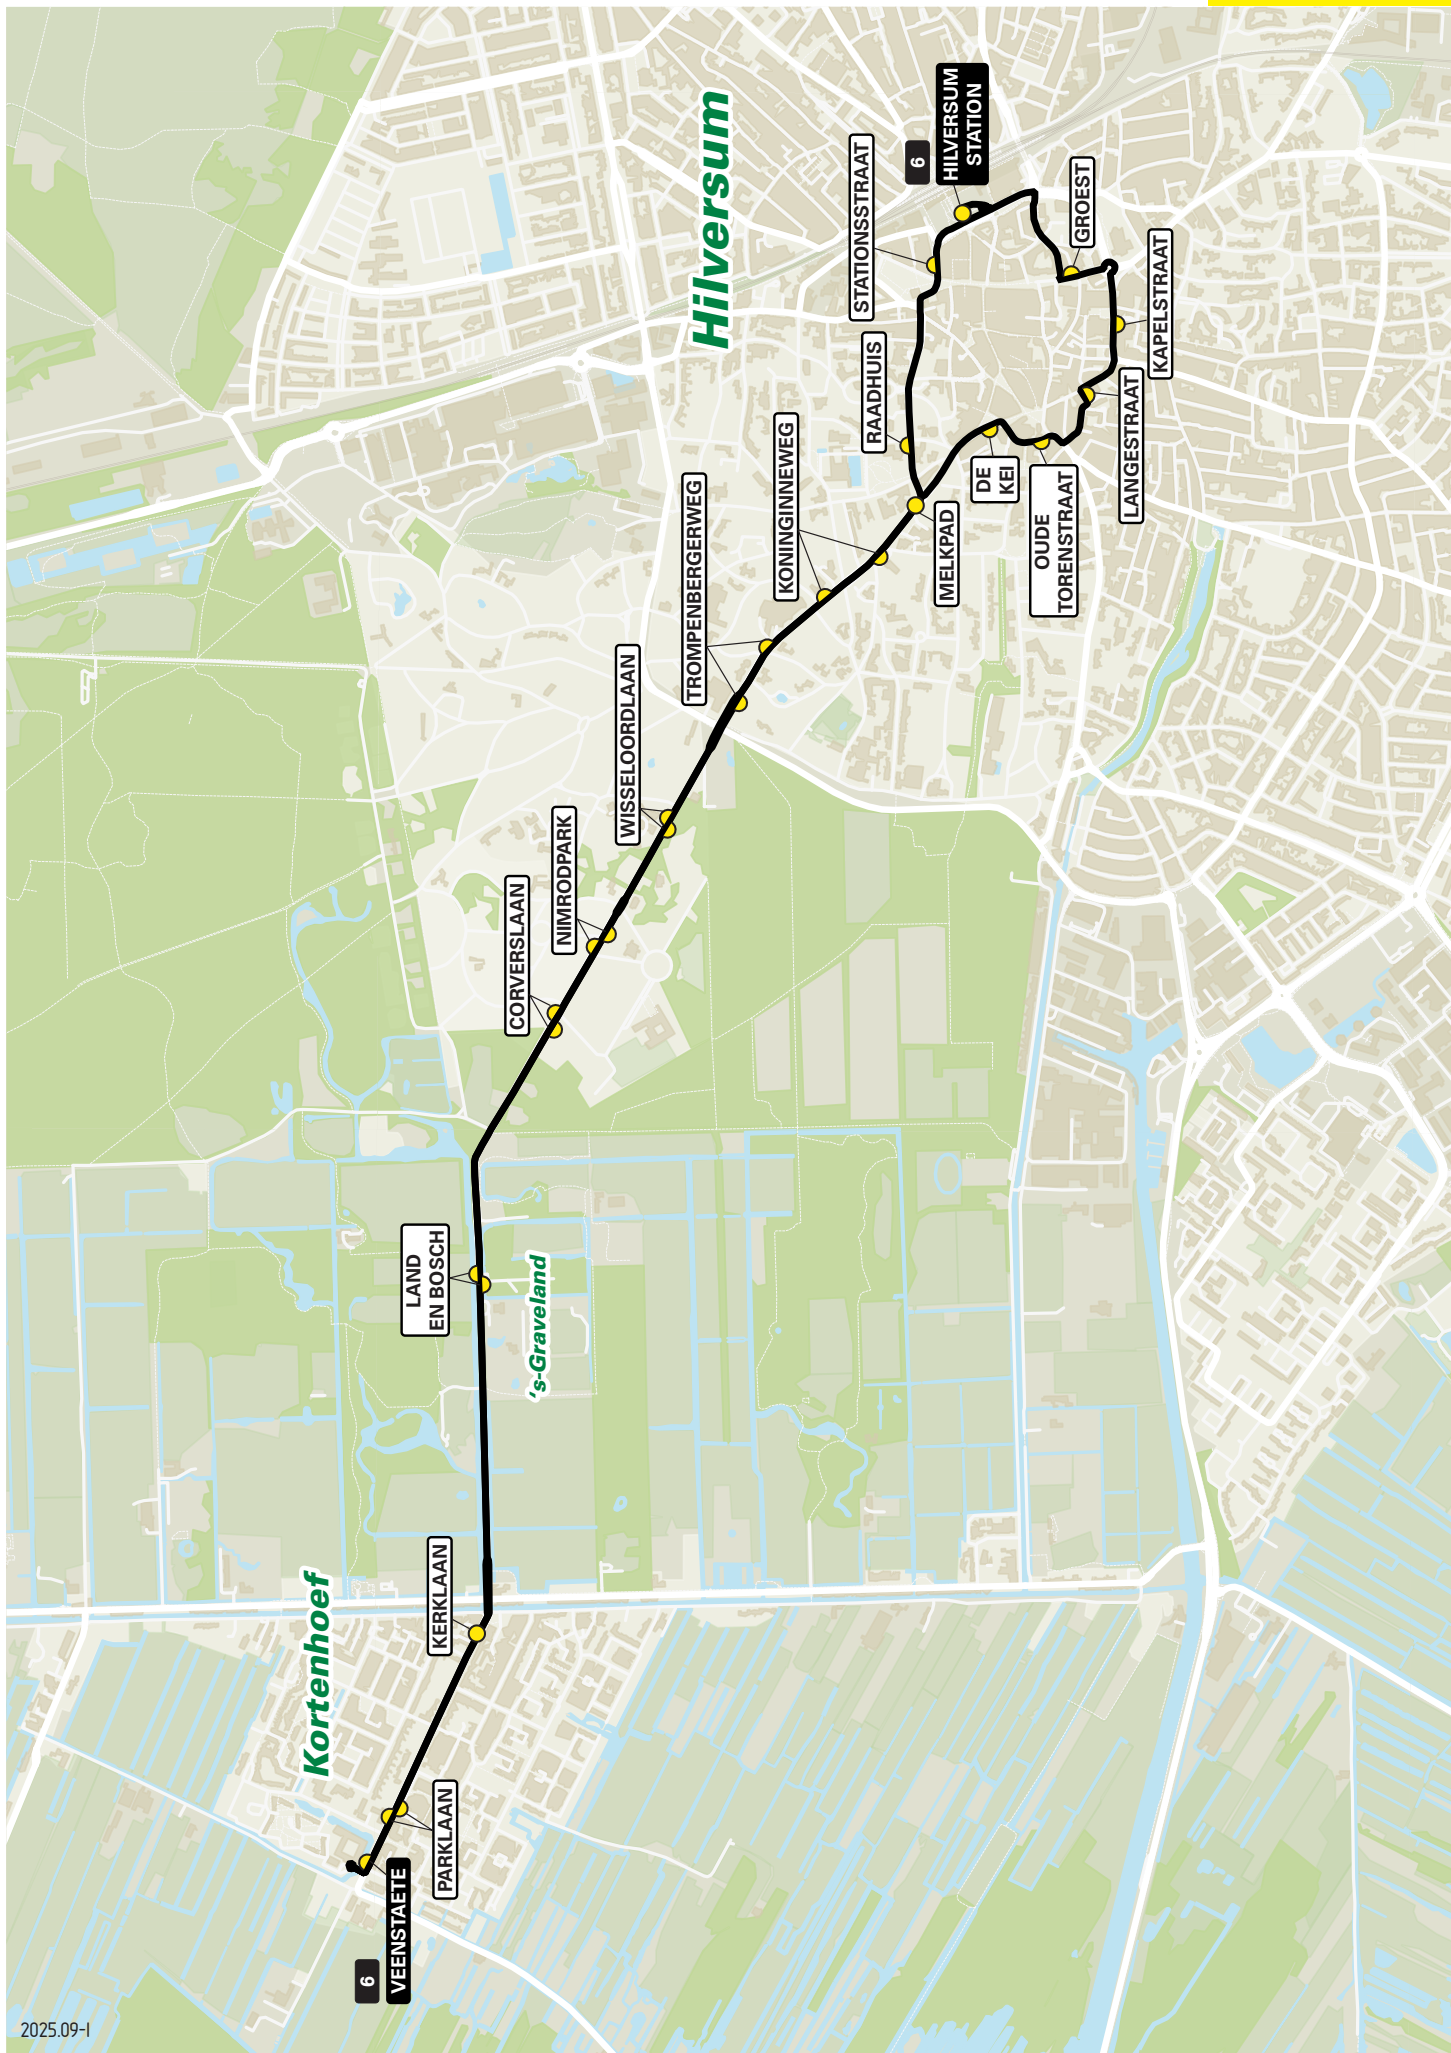 Hilversum
6
HILVERSUM
STATION
STATIONSSTRAAT
GROEST
KAPELSTRAAT
RAADHUIS
LANGESTRAAT
DE
KEI
OUDE
TORENSTRAAT
MELKPAD
KONINGINNEWEG
TROMPENBERGERWEG
WISSELOORDLAAN
NIMRODPARK
CORVERSLAAN
LAND
EN BOSCH
's-Graveland
KERKLAAN
Kortenhoef
PARKLAAN
6
VEENSTAETE
2025.09-I